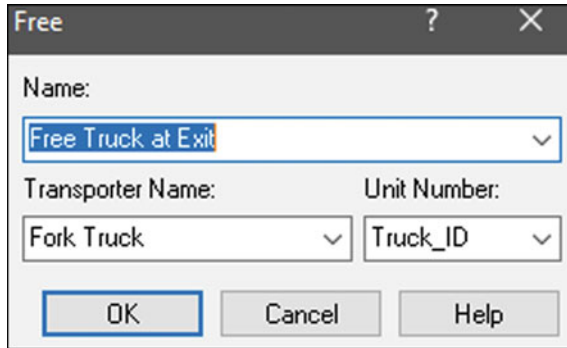 Free ?
Name:
Free Truck at Exit
Transporter Name: Unit Number:
Fork Truck Truck_ID
OK Cancel Help